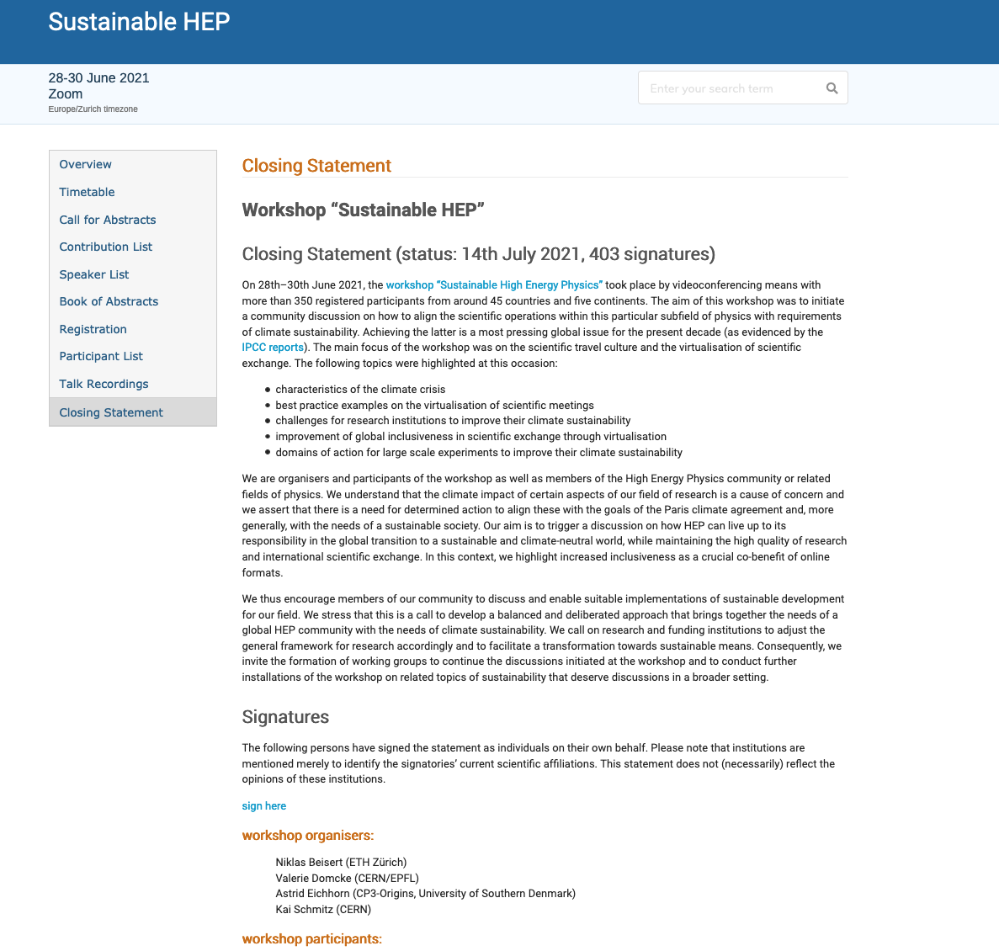 Sustainable HEP
28-30 June 2021
Zoom
Europe/Zurich timezone
Enter your search term
Overview
Timetable
Call for Abstracts
Contribution List
Speaker List
Book of Abstracts
Registration
Participant List
Talk Recordings
Closing Statement
Closing Statement
Workshop “Sustainable HEP”
Closing Statement (status: 14th July 2021, 403 signatures)
On 28th–30th June 2021, the workshop “Sustainable High Energy Physics” took place by videoconferencing means with
more than 350 registered participants from around 45 countries and five continents. The aim of this workshop was to initiate
a community discussion on how to align the scientific operations within this particular subfield of physics with requirements
of climate sustainability. Achieving the latter is a most pressing global issue for the present decade (as evidenced by the
IPCC reports). The main focus of the workshop was on the scientific travel culture and the virtualisation of scientific
exchange. The following topics were highlighted at this occasion:
● characteristics of the climate crisis
● best practice examples on the virtualisation of scientific meetings
● challenges for research institutions to improve their climate sustainability
● improvement of global inclusiveness in scientific exchange through virtualisation
● domains of action for large scale experiments to improve their climate sustainability
We are organisers and participants of the workshop as well as members of the High Energy Physics community or related
fields of physics. We understand that the climate impact of certain aspects of our field of research is a cause of concern and
we assert that there is a need for determined action to align these with the goals of the Paris climate agreement and, more
generally, with the needs of a sustainable society. Our aim is to trigger a discussion on how HEP can live up to its
responsibility in the global transition to a sustainable and climate-neutral world, while maintaining the high quality of research
and international scientific exchange. In this context, we highlight increased inclusiveness as a crucial co-benefit of online
formats.
We thus encourage members of our community to discuss and enable suitable implementations of sustainable development
for our field. We stress that this is a call to develop a balanced and deliberated approach that brings together the needs of a
global HEP community with the needs of climate sustainability. We call on research and funding institutions to adjust the
general framework for research accordingly and to facilitate a transformation towards sustainable means. Consequently, we
invite the formation of working groups to continue the discussions initiated at the workshop and to conduct further
installations of the workshop on related topics of sustainability that deserve discussions in a broader setting.
Signatures
The following persons have signed the statement as individuals on their own behalf. Please note that institutions are
mentioned merely to identify the signatories’ current scientific affiliations. This statement does not (necessarily) reflect the
opinions of these institutions.
sign here
workshop organisers:
Niklas Beisert (ETH Zürich)
Valerie Domcke (CERN/EPFL)
Astrid Eichhorn (CP3-Origins, University of Southern Denmark)
Kai Schmitz (CERN)
workshop participants: